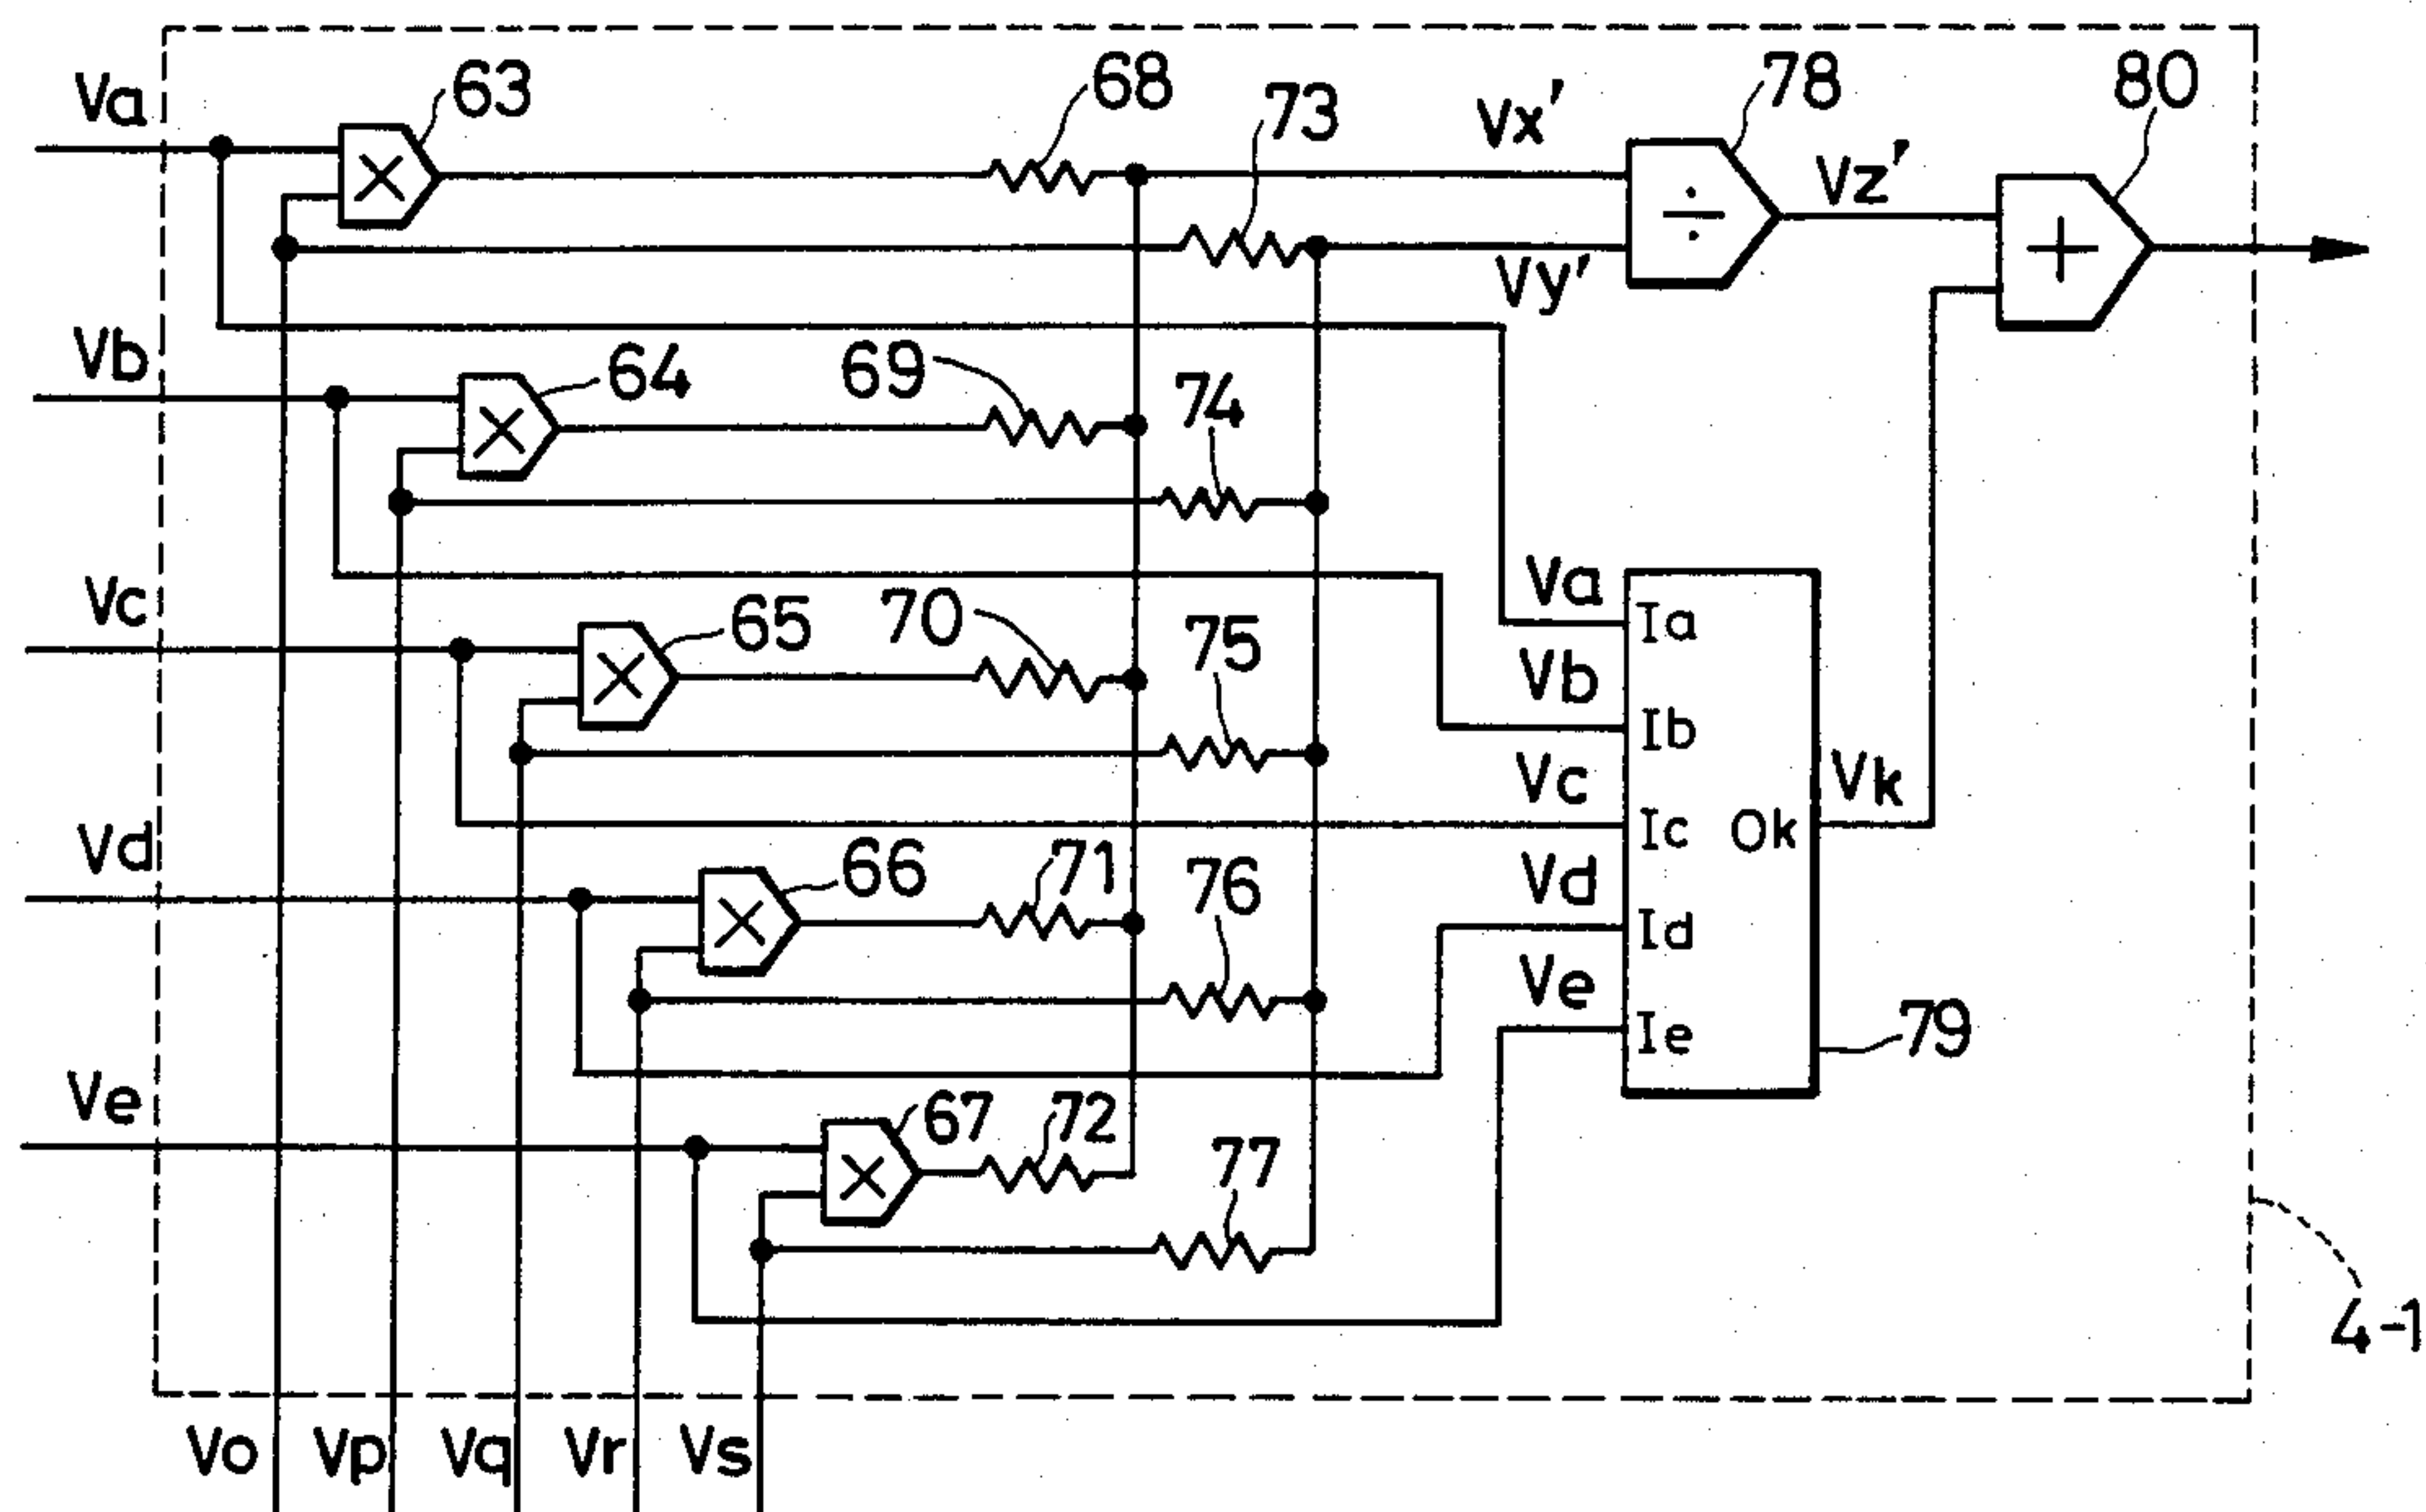 Va
63
68
73
Vx'
78
Vz'
80
×
÷
+
Vy'
Vb
64
69
74
×
Vc
65
70
75
×
Va
Ia
Vb
Ib
Vc
Ic
Ok
Vk
Vd
Id
Ve
Ie
79
Vd
66
71
76
×
Ve
67
72
77
×
4-1
Vo
Vp
Vq
Vr
Vs